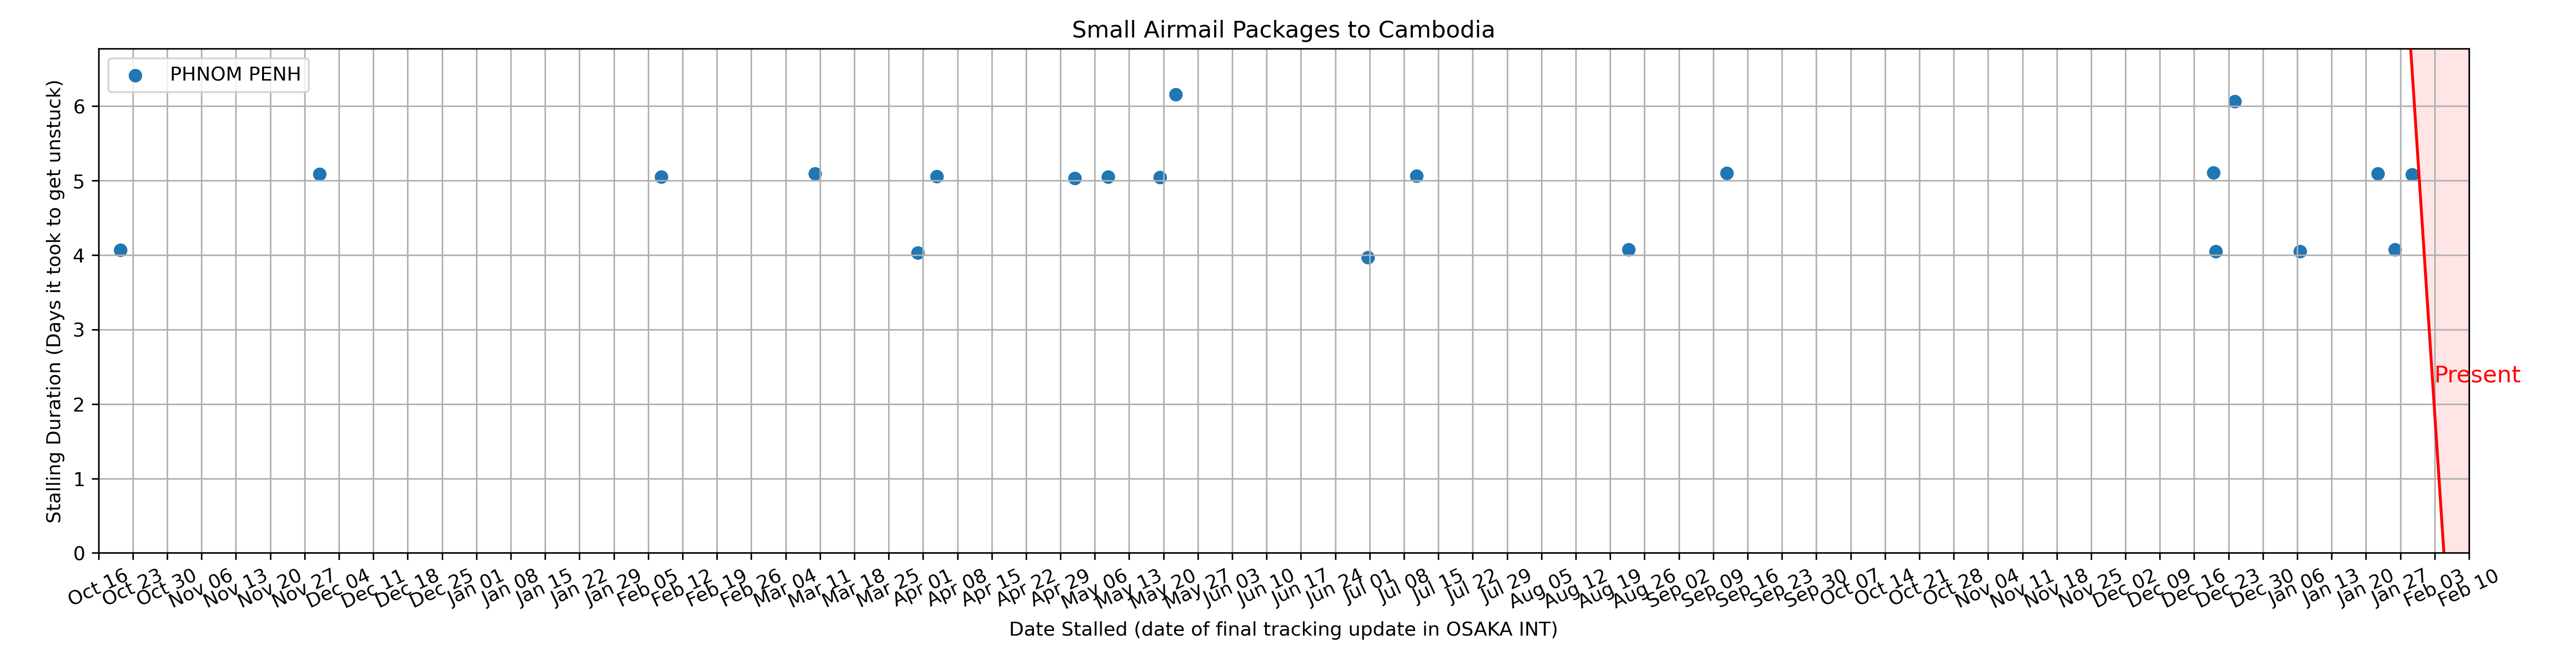 Small Airmail Packages to Cambodia
PHNOM PENH
Stalling Duration (Days it took to get unstuck)
6
5
4
3
2
1
0
Present
Oct 16
Oct 23
Oct 30
Nov 06
Nov 13
Nov 20
Nov 27
Dec 04
Dec 11
Dec 18
Dec 25
Jan 01
Jan 08
Jan 15
Jan 22
Jan 29
Feb 05
Feb 12
Feb 19
Feb 26
Mar 04
Mar 11
Mar 18
Mar 25
Apr 01
Apr 08
Apr 15
Apr 22
Apr 29
May 06
May 13
May 20
May 27
Jun 03
Jun 10
Jun 17
Jun 24
Jul 01
Jul 08
Jul 15
Jul 22
Jul 29
Aug 05
Aug 12
Aug 19
Aug 26
Sep 02
Sep 09
Sep 16
Sep 23
Sep 30
Oct 07
Oct 14
Oct 21
Oct 28
Nov 04
Nov 11
Nov 18
Nov 25
Dec 02
Dec 09
Dec 16
Dec 23
Dec 30
Jan 06
Jan 13
Jan 20
Jan 27
Feb 03
Feb 10
Date Stalled (date of final tracking update in OSAKA INT)